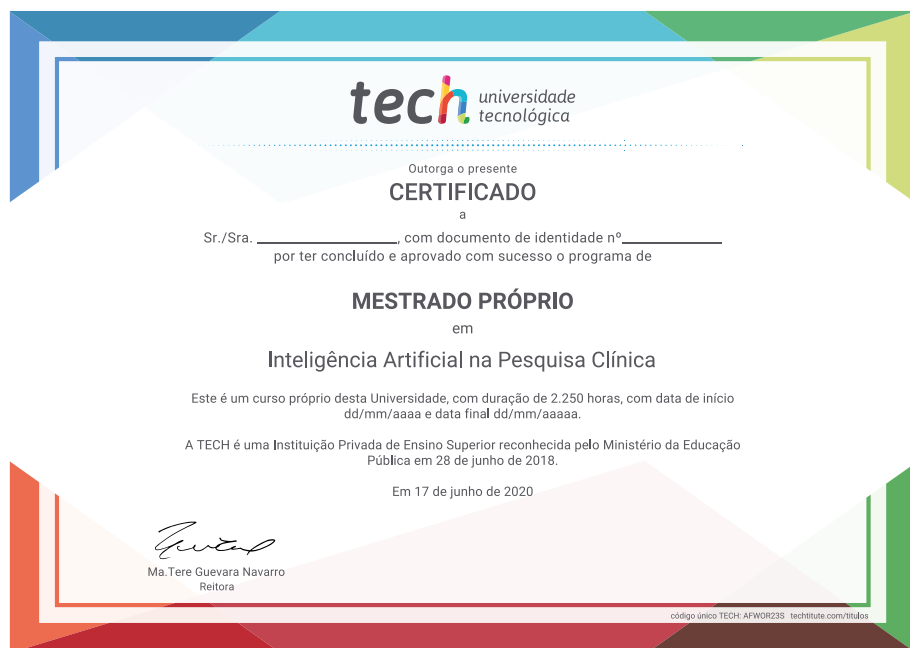 tech universidade
tecnológica
Outorga o presente
CERTIFICADO
a
Sr./Sra. ____________________, com documento de identidade nº______________
por ter concluído e aprovado com sucesso o programa de
MESTRADO PRÓPRIO
em
Inteligência Artificial na Pesquisa Clínica
Este é um curso próprio desta Universidade, com duração de 2.250 horas, com data de início
dd/mm/aaaa e data final dd/mm/aaaaa.
A TECH é uma Instituição Privada de Ensino Superior reconhecida pelo Ministério da Educação
Pública em 28 de junho de 2018.
Em 17 de junho de 2020
Ma.Tere Guevara Navarro
Reitora
código único TECH: AFWOR23S techtitute.com/titulos